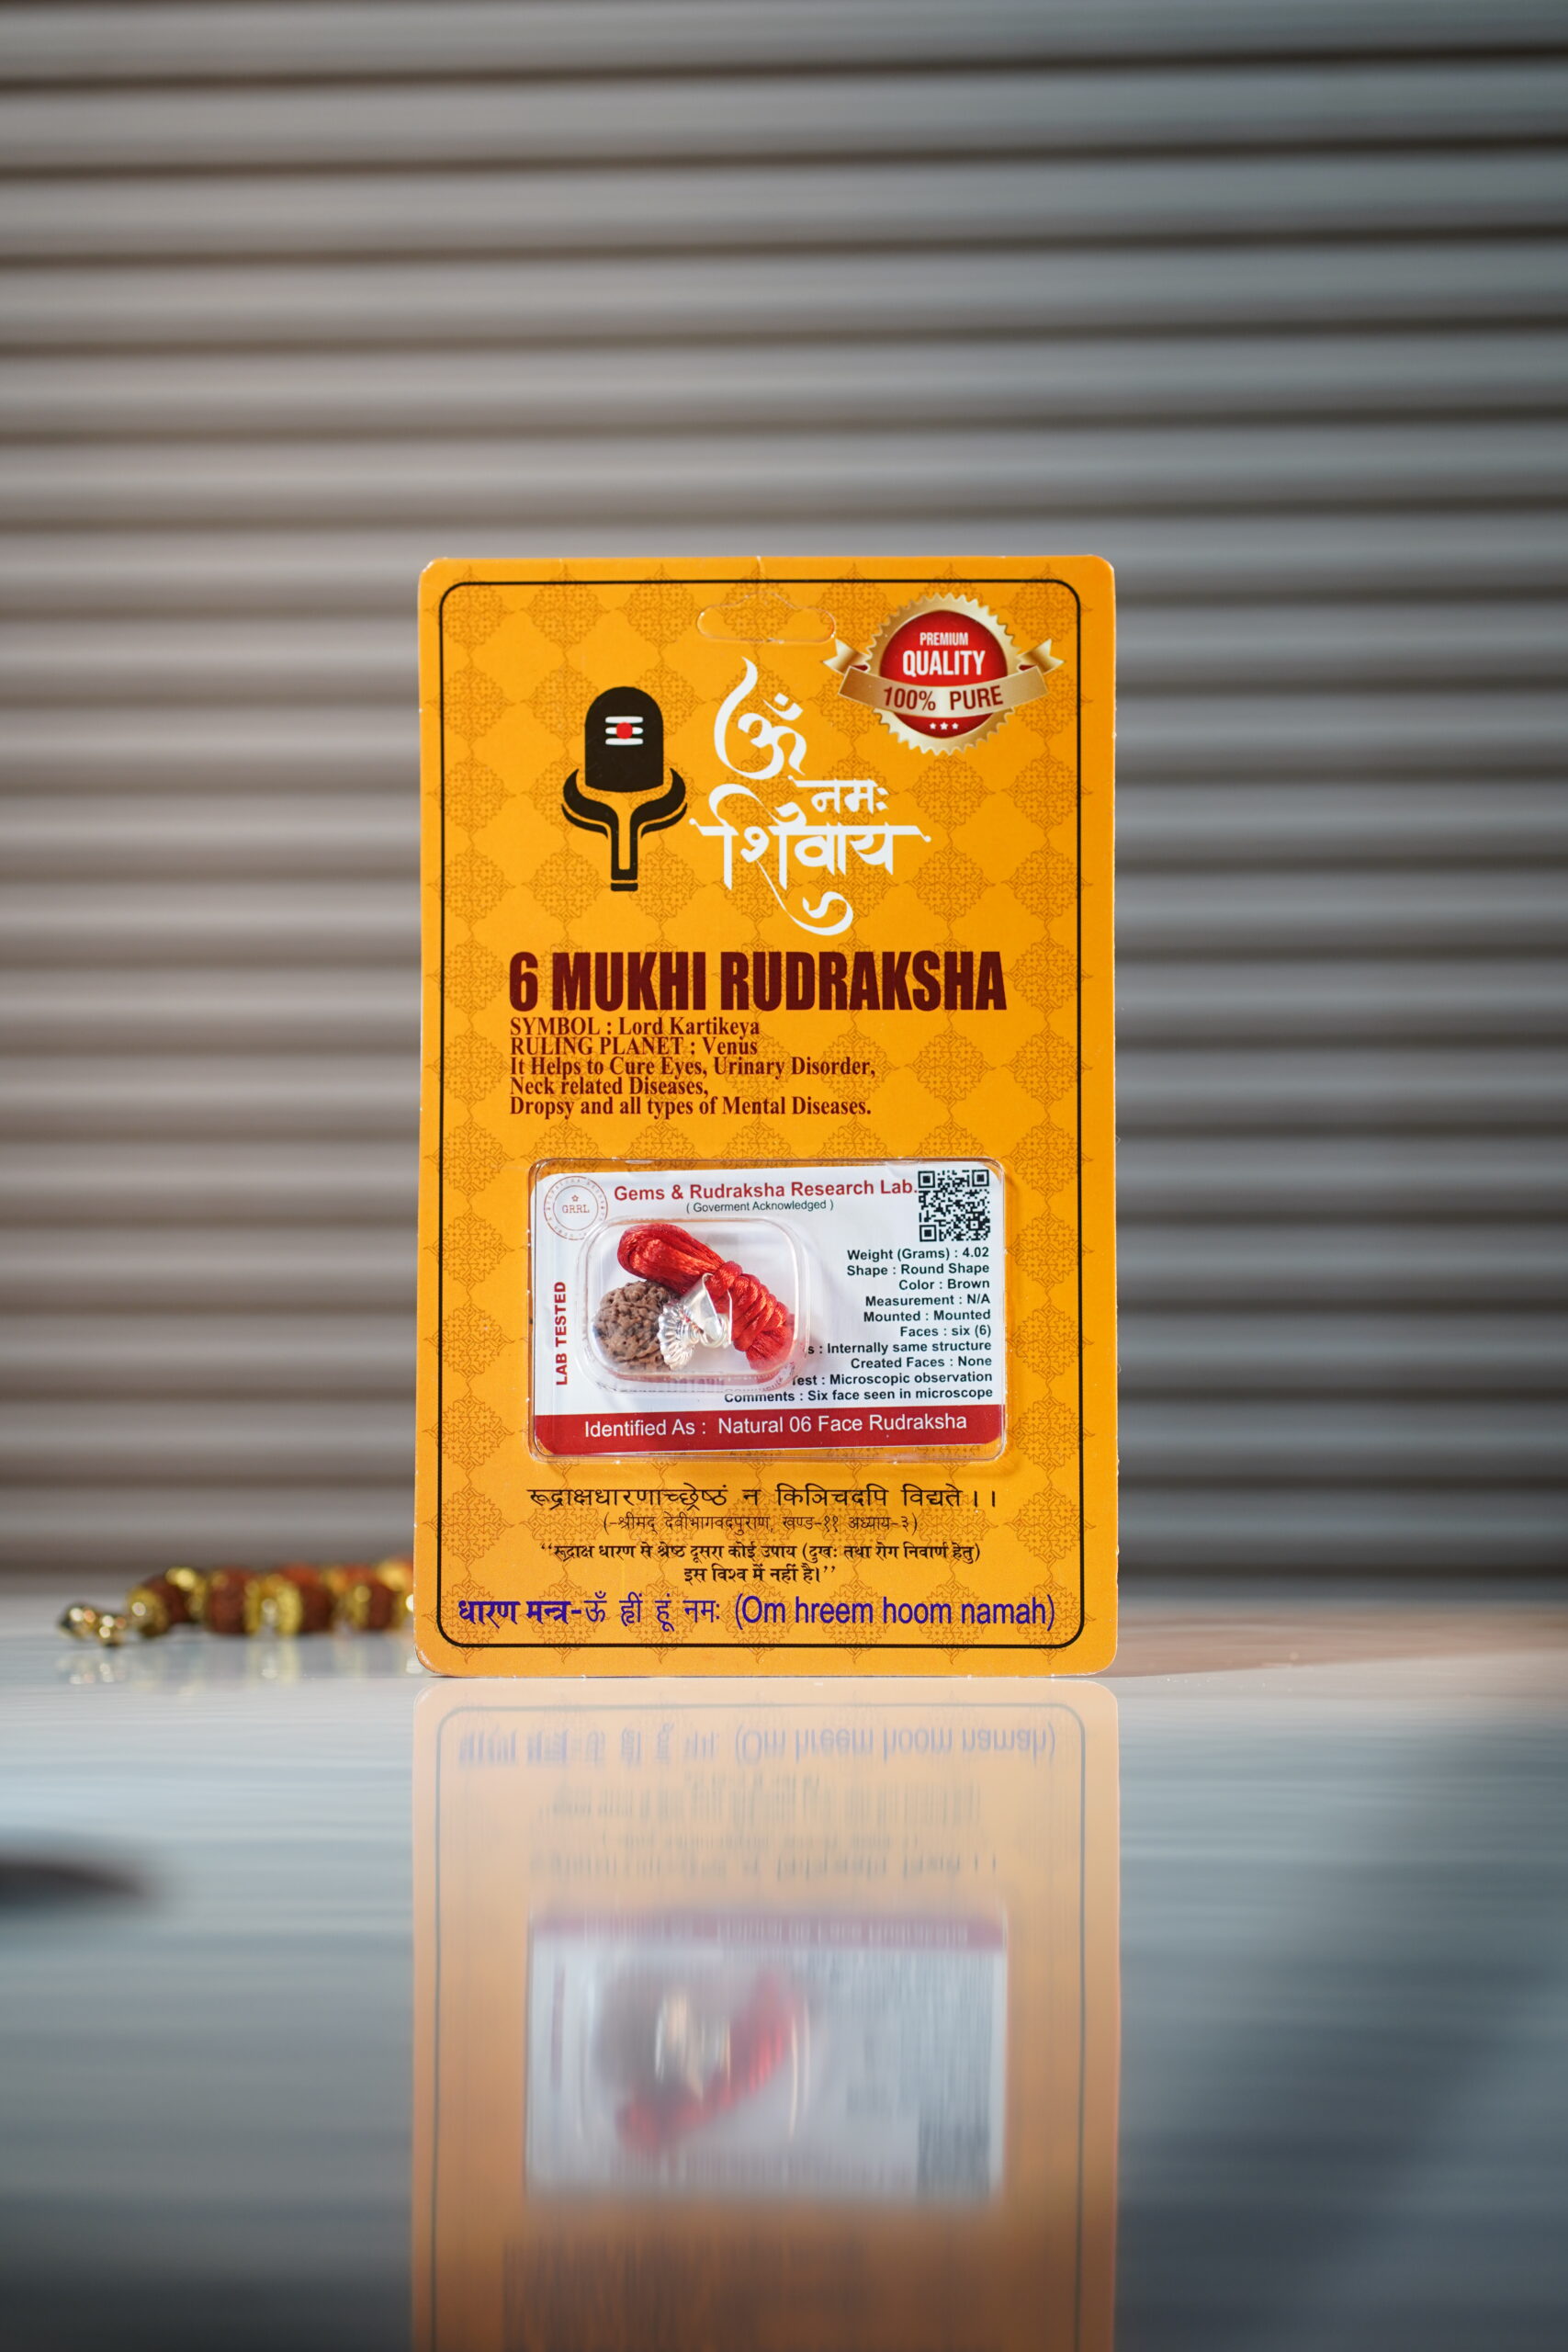 PREMIUM
QUALITY
100% PURE
ॐ
नमः
शिवाय
6 MUKHI RUDRAKSHA
SYMBOL : Lord Kartikeya
RULING PLANET : Venus
It Helps to Cure Eyes, Urinary Disorder,
Neck related Diseases,
Dropsy and all types of Mental Diseases.
Gems & Rudraksha Research Lab.
( Goverment Acknowledged )
GRRL
LAB TESTED
Weight (Grams) : 4.02
Shape : Round Shape
Color : Brown
Measurement : N/A
Mounted : Mounted
Faces : six (6)
s : Internally same structure
Created Faces : None
Test : Microscopic observation
Comments : Six face seen in microscope
Identified As : Natural 06 Face Rudraksha
रूद्राक्षधारणाच्छ्रेष्ठं न किञिचदपि विद्यते।।
(-श्रीमद् देवीभागवदपुराण, खण्ड-११ अध्याय-३)
‘‘रूद्राक्ष धारण से श्रेष्ठ दूसरा कोई उपाय (दुखः तथा रोग निवार्ण हेतु)
इस विश्व में नहीं है।’’
धारण मन्त्र-ऊँ ह्रीं हूं नमः (Om hreem hoom namah)